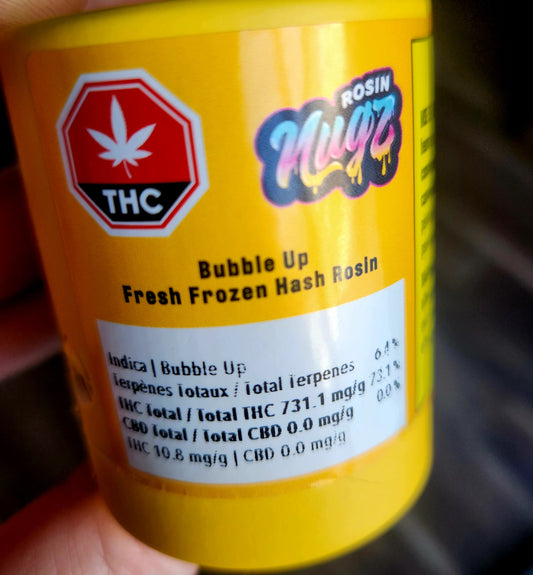 THC
ROSIN
Nugz
Bubble Up
Fresh Frozen Hash Rosin
Indica | Bubble Up
Terpènes Totaux / Total Terpenes 6.4%
THC Total / Total THC 731.1 mg/g 73.1%
CBD Total / Total CBD 0.0 mg/g 0.0%
THC 10.8 mg/g | CBD 0.0 mg/g